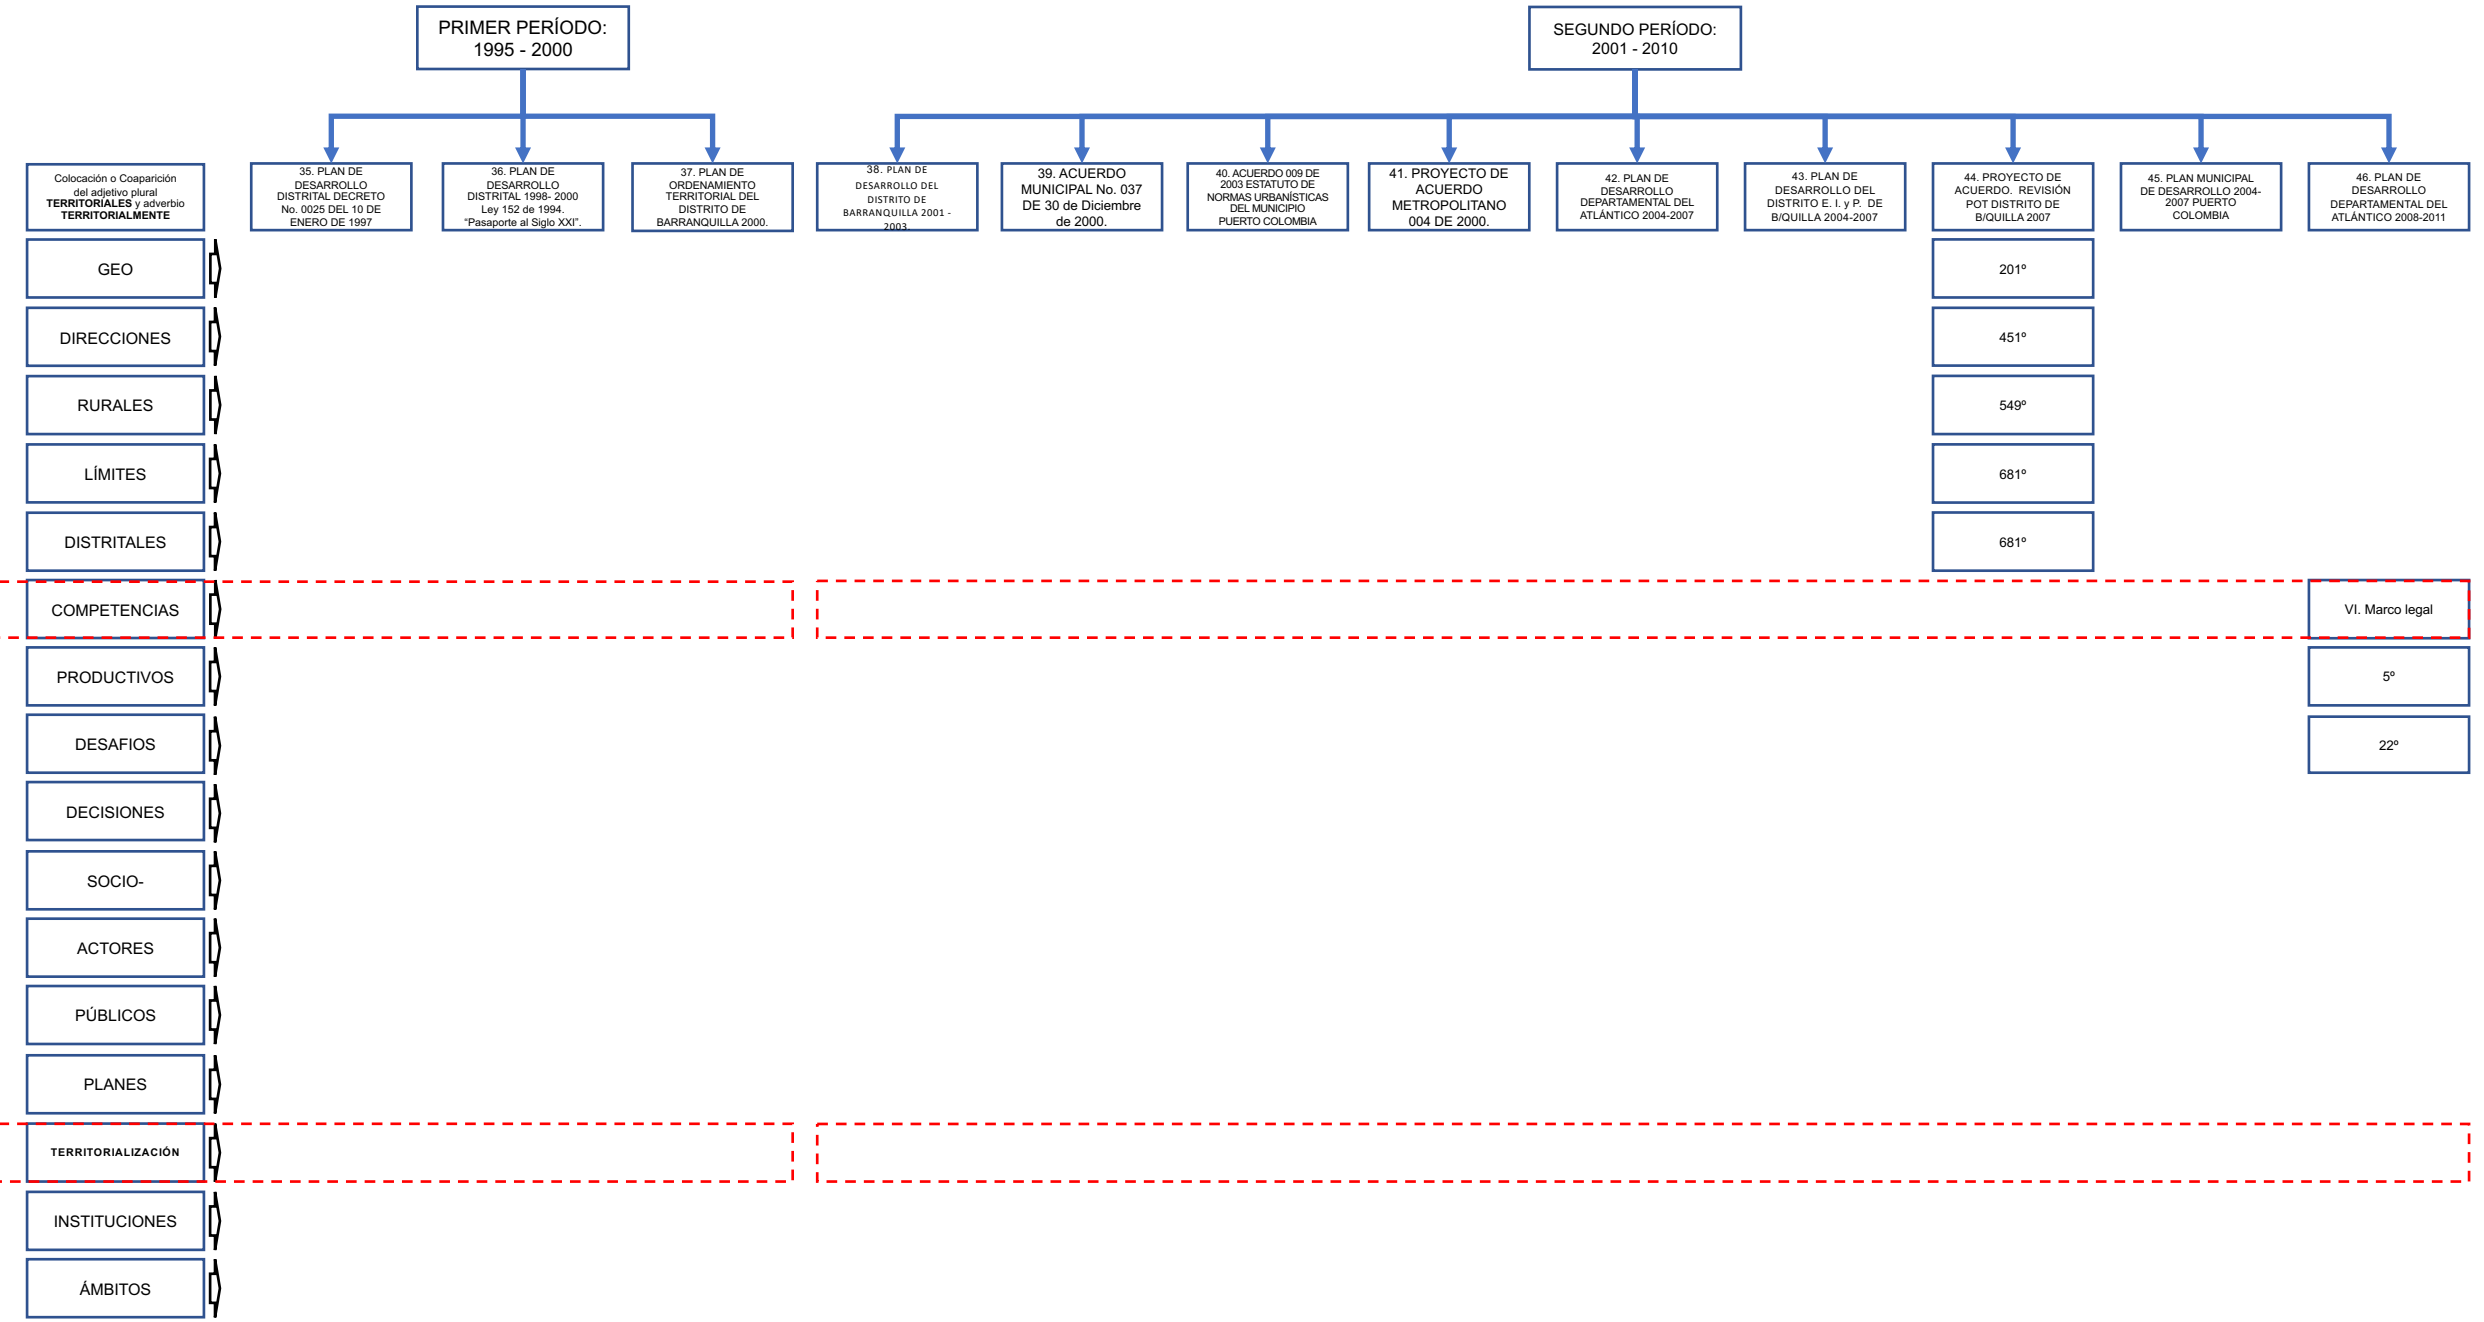 PRIMER PERÍODO:
1995 - 2000
SEGUNDO PERÍODO:
2001 - 2010
Colocación o Coaparición
del adjetivo plural
TERRITORIALES y adverbio
TERRITORIALMENTE
35. PLAN DE
DESARROLLO
DISTRITAL DECRETO
No. 0025 DEL 10 DE
ENERO DE 1997
36. PLAN DE
DESARROLLO
DISTRITAL 1998- 2000
Ley 152 de 1994.
“Pasaporte al Siglo XXI”.
37. PLAN DE
ORDENAMIENTO
TERRITORIAL DEL
DISTRITO DE
BARRANQUILLA 2000.
38. PLAN DE
DESARROLLO DEL
DISTRITO DE
BARRANQUILLA 2001 -
2003.
39. ACUERDO
MUNICIPAL No. 037
DE 30 de Diciembre
de 2000.
40. ACUERDO 009 DE
2003 ESTATUTO DE
NORMAS URBANÍSTICAS
DEL MUNICIPIO
PUERTO COLOMBIA
41. PROYECTO DE
ACUERDO
METROPOLITANO
004 DE 2000.
42. PLAN DE
DESARROLLO
DEPARTAMENTAL DEL
ATLÁNTICO 2004-2007
43. PLAN DE
DESARROLLO DEL
DISTRITO E. I. y P. DE
B/QUILLA 2004-2007
44. PROYECTO DE
ACUERDO. REVISIÓN
POT DISTRITO DE
B/QUILLA 2007
45. PLAN MUNICIPAL
DE DESARROLLO 2004-
2007 PUERTO
COLOMBIA
46. PLAN DE
DESARROLLO
DEPARTAMENTAL DEL
ATLÁNTICO 2008-2011
GEO
201º
DIRECCIONES
451º
RURALES
549º
LÍMITES
681º
DISTRITALES
681º
COMPETENCIAS
VI. Marco legal
PRODUCTIVOS
5º
DESAFIOS
22º
DECISIONES
SOCIO-
ACTORES
PÚBLICOS
PLANES
TERRITORIALIZACIÓN
INSTITUCIONES
ÁMBITOS